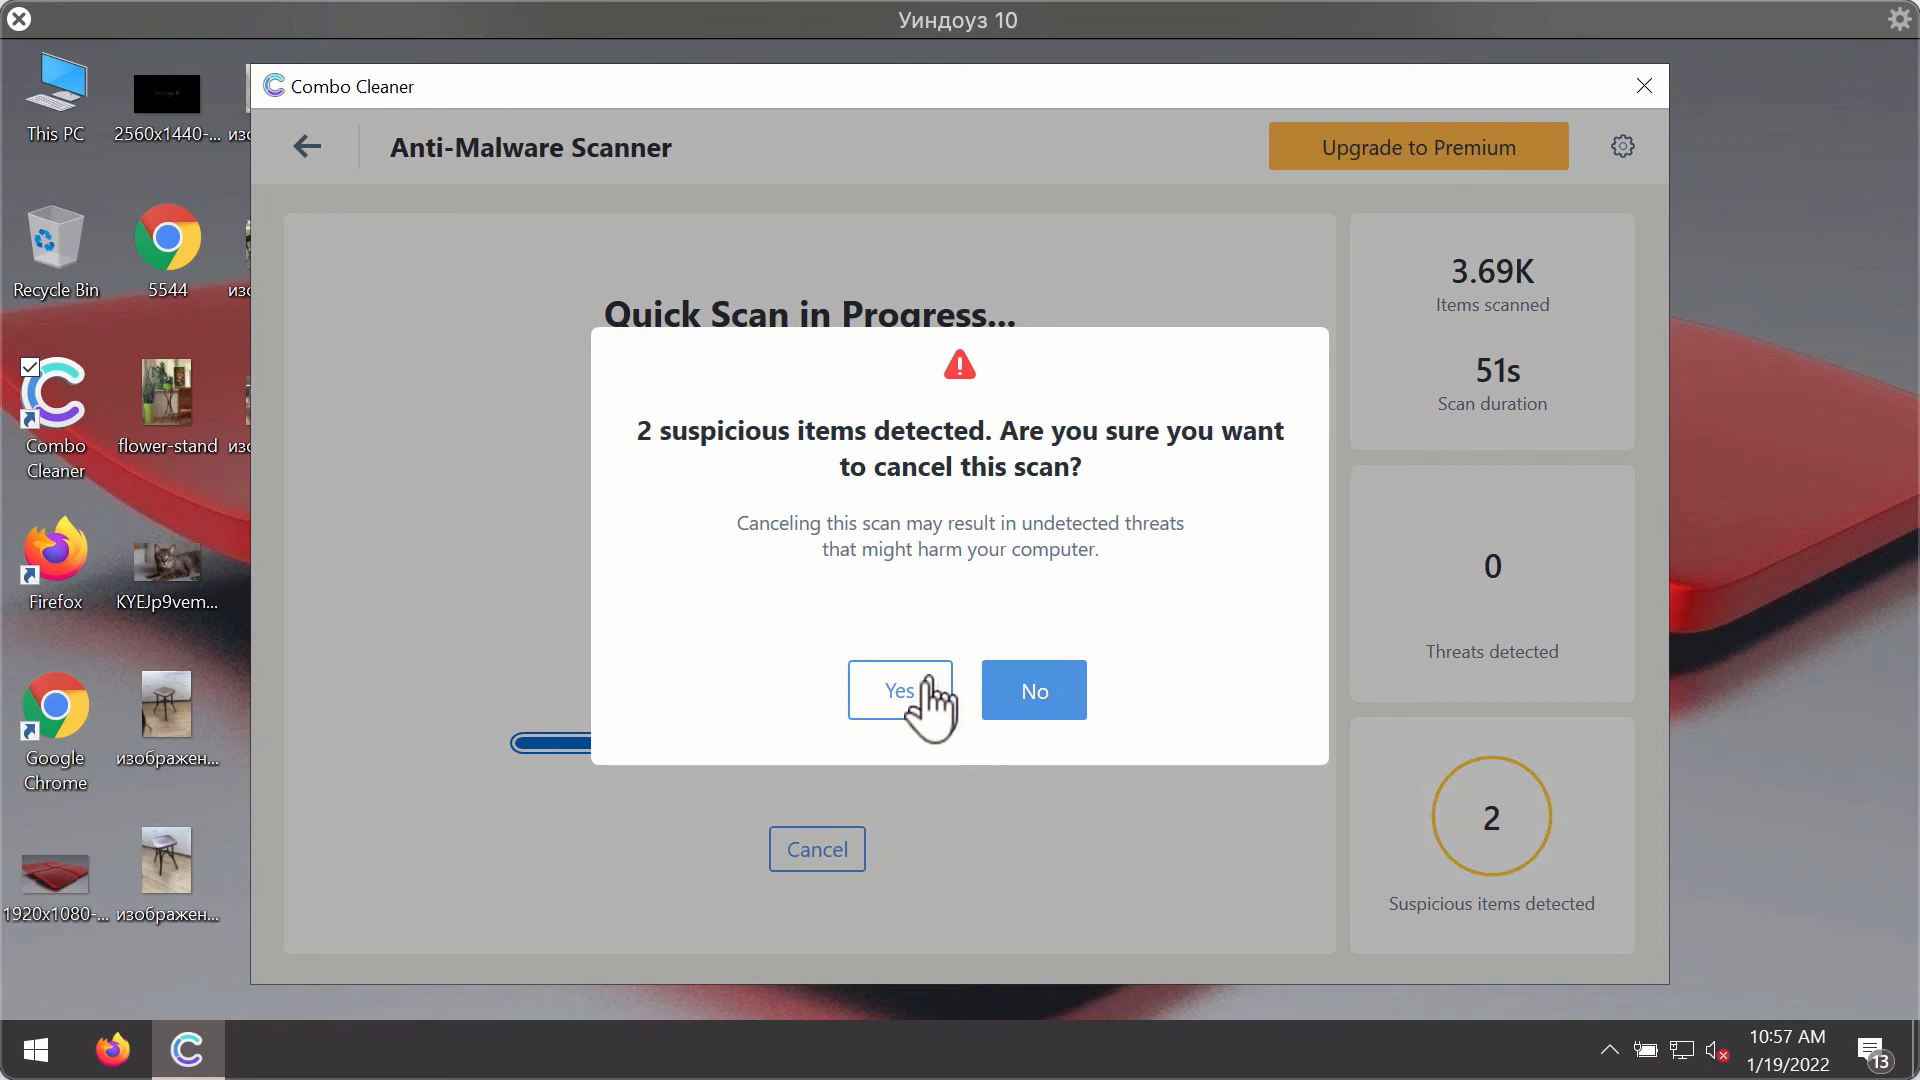 Уиндоуз 10
This PC
2560x1440-...
Recycle Bin
5544
Combo
Cleaner
flower-stand
Firefox
KYEJp9vem...
Google
Chrome
изображен...
1920x1080-...
изображен...
изс
изс
изс
Combo Cleaner
Anti-Malware Scanner
Upgrade to Premium
Quick Scan in Progress...
2 suspicious items detected. Are you sure you want
to cancel this scan?
Canceling this scan may result in undetected threats
that might harm your computer.
Yes
No
Cancel
3.69K
Items scanned
51s
Scan duration
0
Threats detected
2
Suspicious items detected
10:57 AM
1/19/2022
13